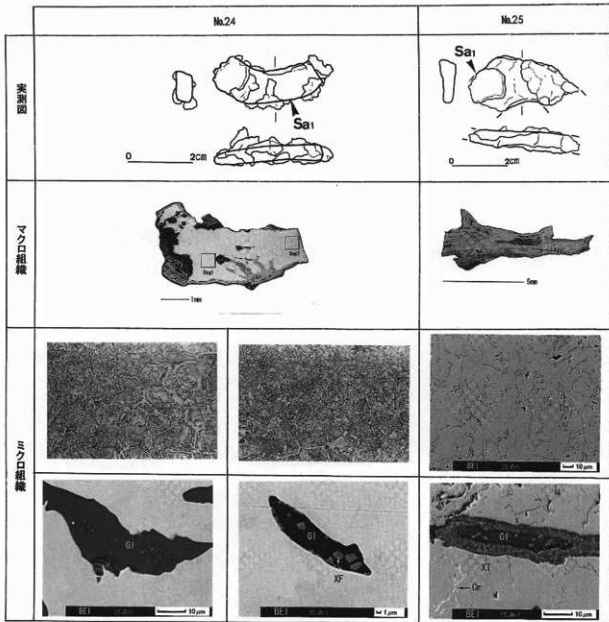 No.24
No.25
実測図
Sa1
0 2cm
Sa1
0 2cm
マクロ組織
1mm
5mm
ミクロ組織
BEI 10μm
Gl
BEI 10μm
Gl
XF
BEI 1μm
Gl
XT
Cm
BEI 10μm